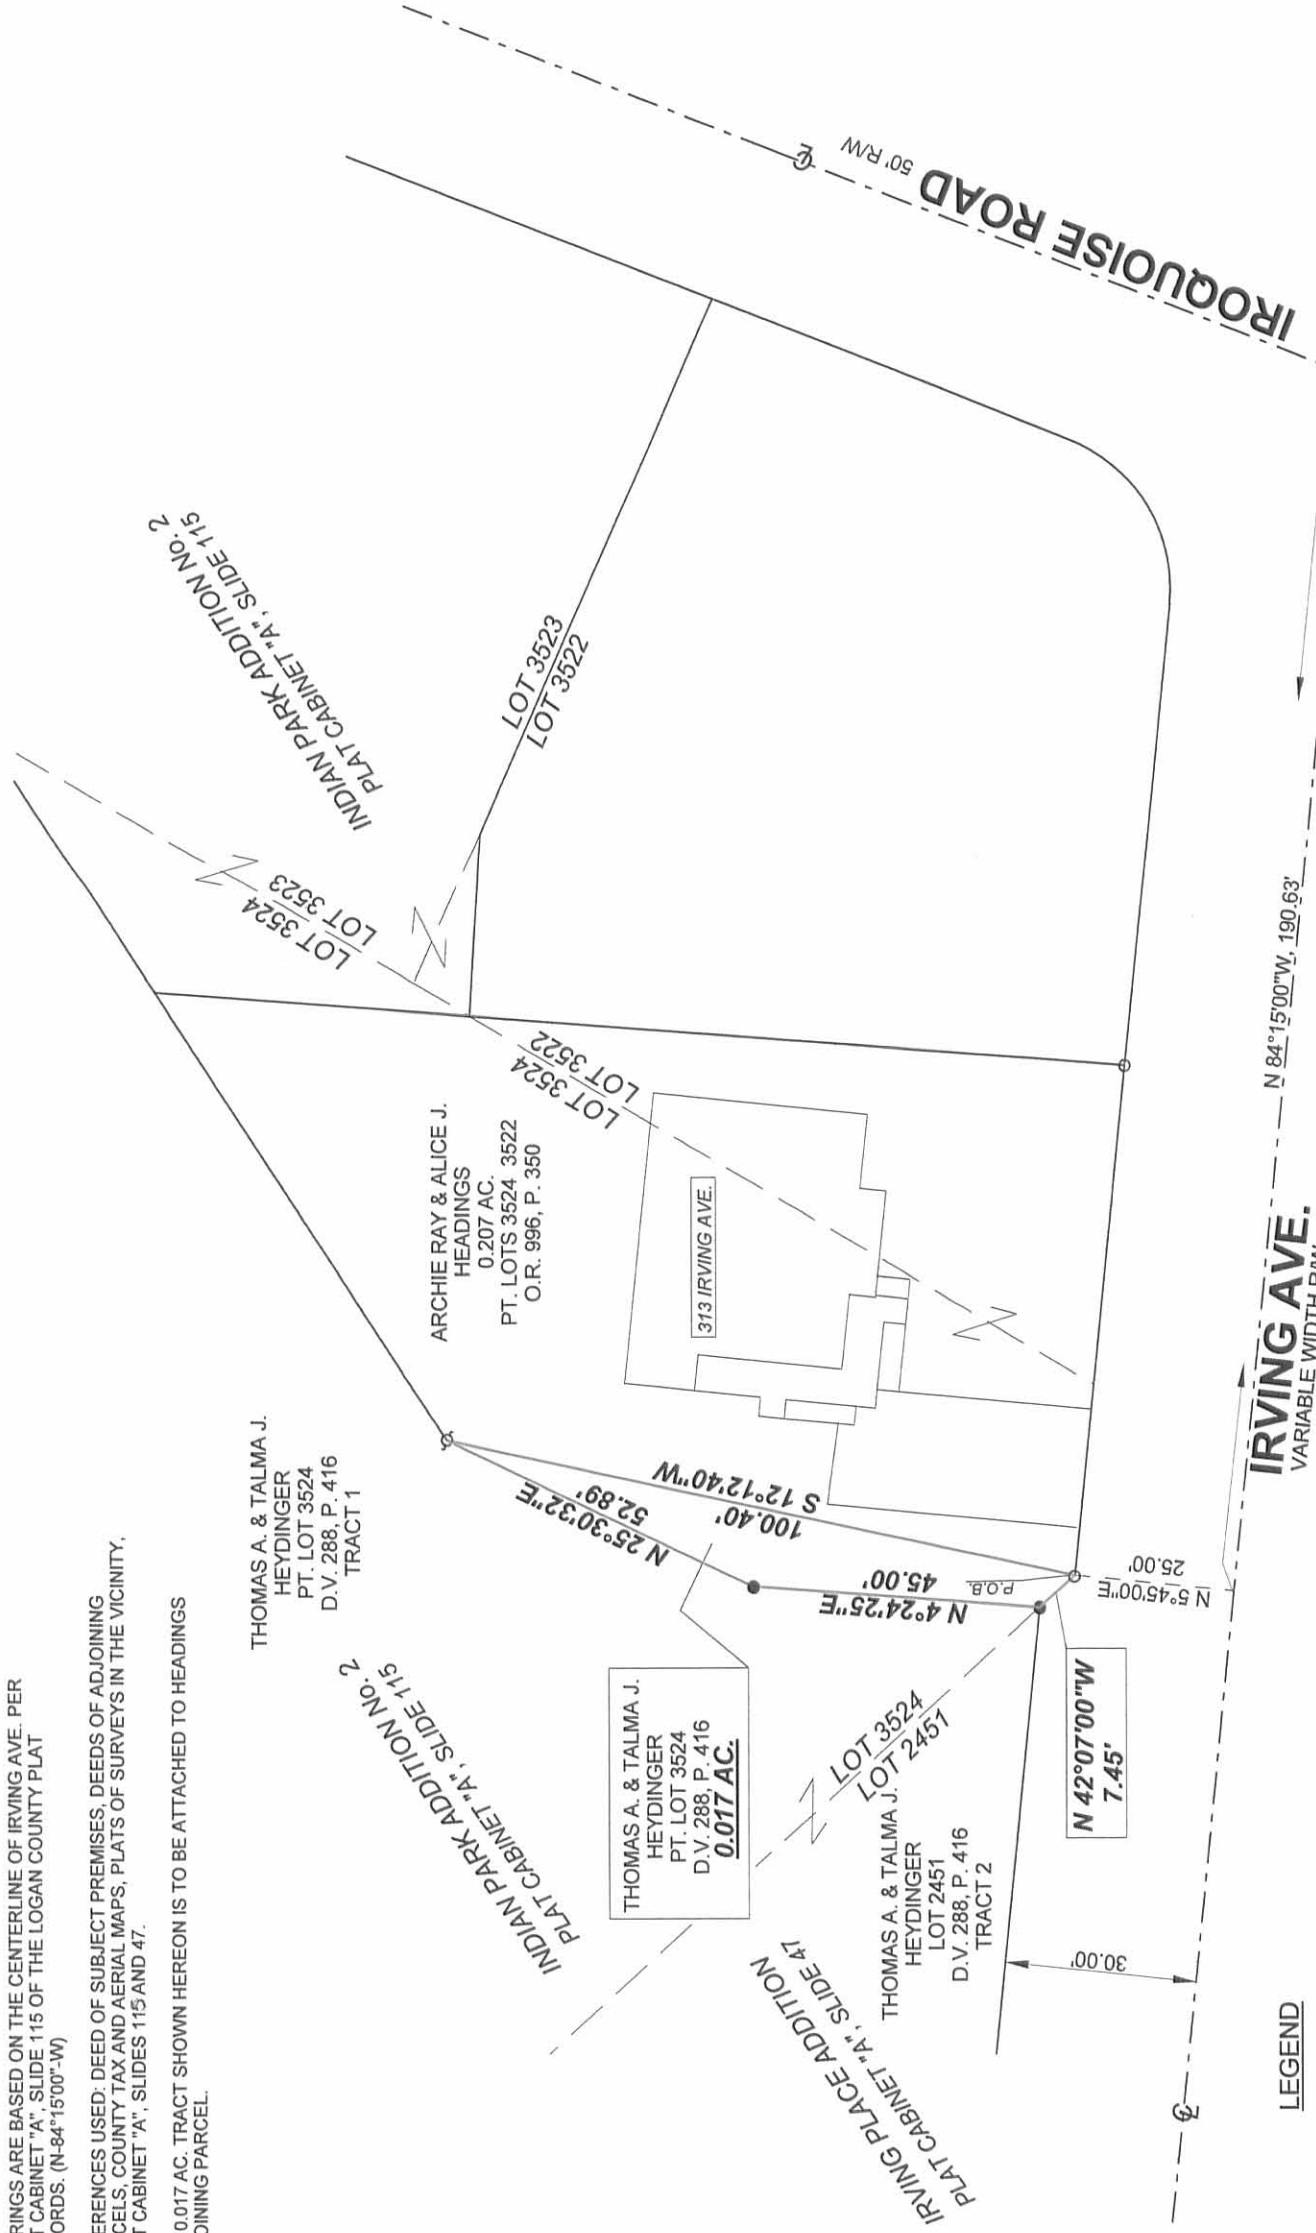 RINGS ARE BASED ON THE CENTERLINE OF IRVING AVE. PER
T CABINET "A", SLIDE 115 OF THE LOGAN COUNTY PLAT
ORDS. (N-84°15'00"-W)
ERENCES USED: DEED OF SUBJECT PREMISES, DEEDS OF ADJOINING
CELS, COUNTY TAX AND AERIAL MAPS, PLATS OF SURVEYS IN THE VICINITY,
T CABINET "A", SLIDES 115 AND 47.
0.017 AC. TRACT SHOWN HEREON IS TO BE ATTACHED TO HEADINGS
OINING PARCEL.
THOMAS A. & TALMA J.
HEYDINGER
PT. LOT 3524
D.V. 288, P. 416
TRACT 1
INDIAN PARK ADDITION No. 2
PLAT CABINET "A", SLIDE 115
LOT 3524
LOT 3523
LOT 3523
LOT 3522
50' R/W
IROQUOISE ROAD
ARCHIE RAY & ALICE J.
HEADINGS
0.207 AC.
PT. LOTS 3524 3522
O.R. 996, P. 350
LOT 3524
LOT 3522
313 IRVING AVE.
INDIAN PARK ADDITION No. 2
PLAT CABINET "A", SLIDE 115
N 25°30'32"E
52.89'
S 12°12'40"W
100.40'
N 4°24'25"E
45.00'
P.O.B.
THOMAS A. & TALMA J.
HEYDINGER
PT. LOT 3524
D.V. 288, P. 416
0.017 AC.
LOT 3524
LOT 2451
THOMAS A. & TALMA J.
HEYDINGER
LOT 2451
D.V. 288, P. 416
TRACT 2
IRVING PLACE ADDITION
PLAT CABINET "A", SLIDE 47
N 42°07'00"W
7.45'
N 5°45'00"E
25.00'
30.00'
N 84°15'00"W, 190.63'
IRVING AVE.
VARIABLE WIDTH R/W
LEGEND